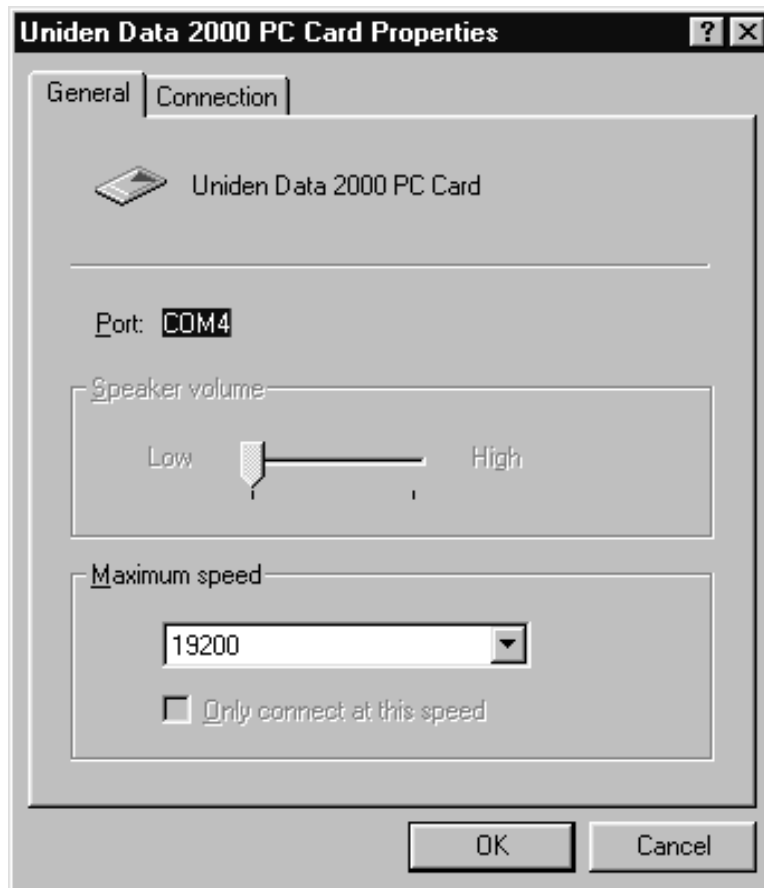 Uniden Data 2000 PC Card Properties ? X
General Connection
Uniden Data 2000 PC Card
Port: COM4
Speaker volume
Low High
Maximum speed
19200
Only connect at this speed
OK Cancel